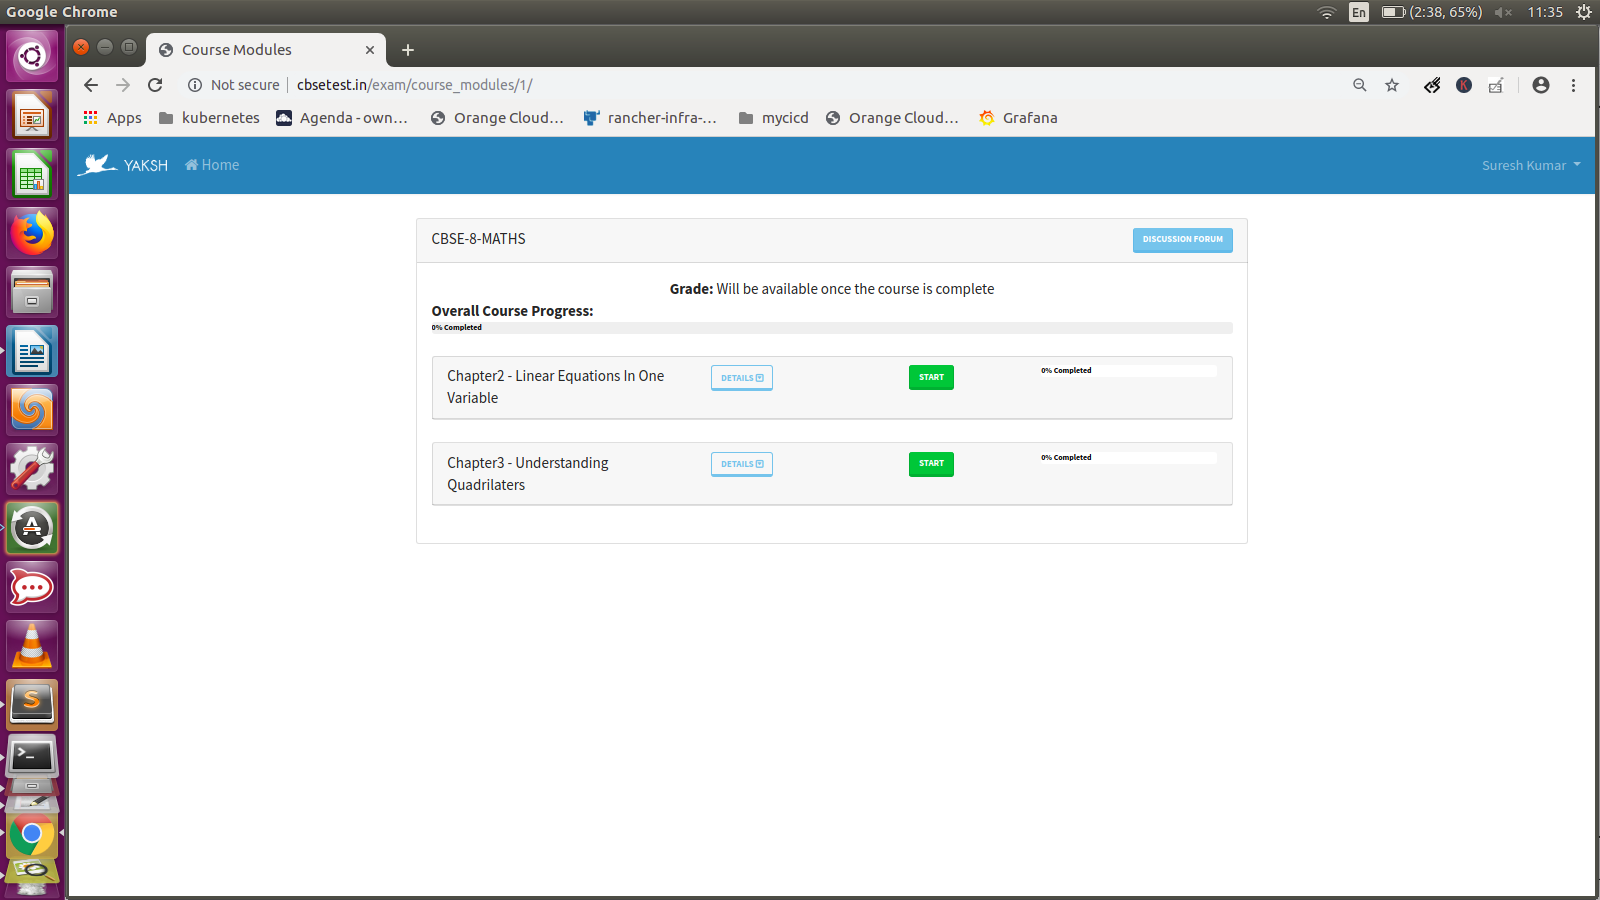 Google Chrome
En
(2:38, 65%)
11:35
Course Modules
Not secure
cbsetest.in/exam/course_modules/1/
K
Apps
kubernetes
Agenda - own...
Orange Cloud...
rancher-infra-...
mycicd
Orange Cloud...
Grafana
YAKSH
Home
Suresh Kumar
CBSE-8-MATHS
DISCUSSION FORUM
Grade: Will be available once the course is complete
Overall Course Progress:
0% Completed
Chapter2 - Linear Equations In One
Variable
DETAILS
START
0% Completed
Chapter3 - Understanding
Quadrilaters
DETAILS
START
0% Completed